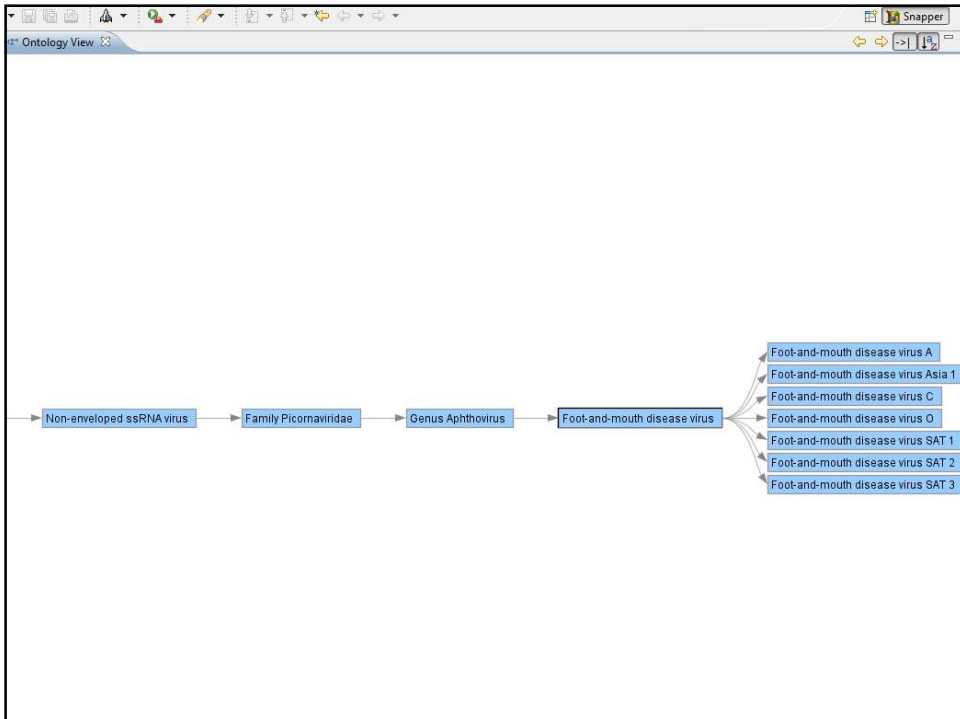 Snapper
Ontology View
Foot-and-mouth disease virus A
Foot-and-mouth disease virus Asia 1
Foot-and-mouth disease virus C
Non-enveloped ssRNA virus Family Picornaviridae Genus Aphthovirus Foot-and-mouth disease virus Foot-and-mouth disease virus O
Foot-and-mouth disease virus SAT 1
Foot-and-mouth disease virus SAT 2
Foot-and-mouth disease virus SAT 3